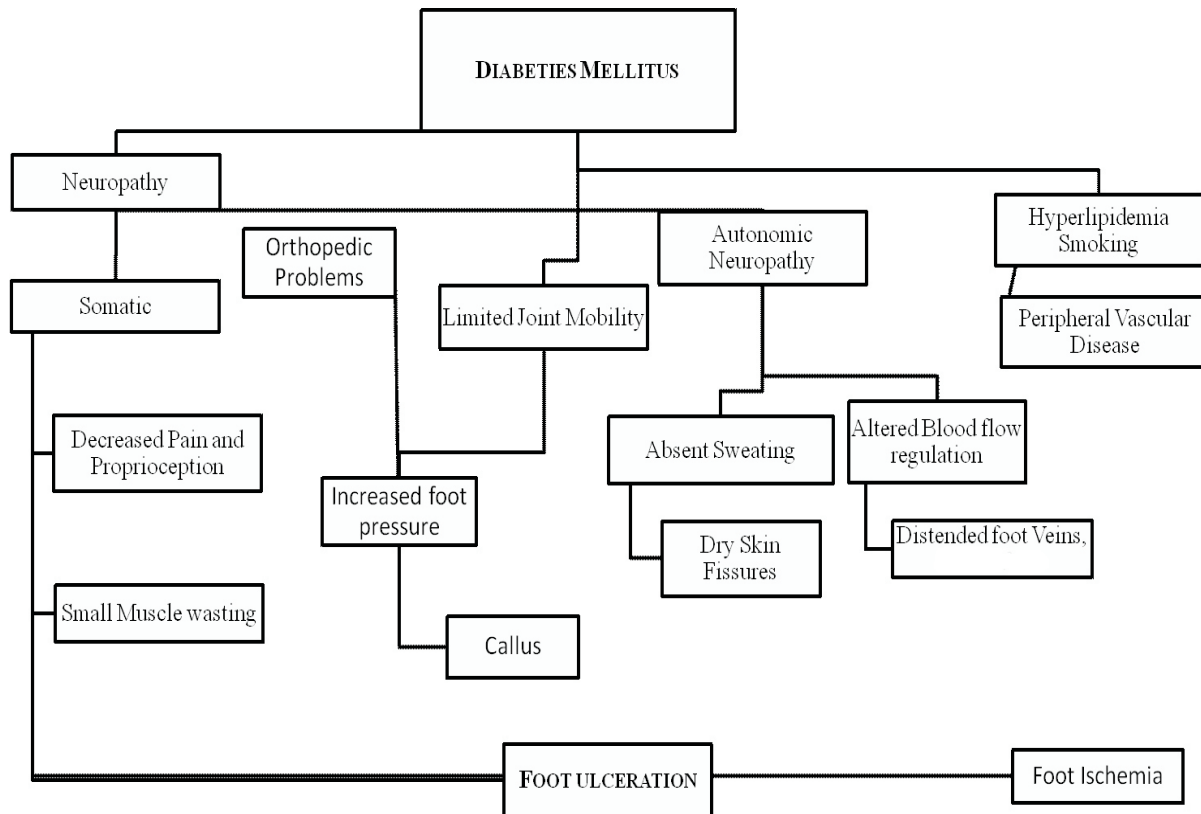 DIABETIES MELLITUS
Neuropathy
Hyperlipidemia
Smoking
Autonomic
Neuropathy
Orthopedic
Problems
Somatic
Limited Joint Mobility
Peripheral Vascular
Disease
Decreased Pain and
Proprioception
Absent Sweating
Altered Blood flow
regulation
Increased foot
pressure
Dry Skin
Fissures
Distended foot Veins,
Small Muscle wasting
Callus
FOOT ULCERATION
Foot Ischemia